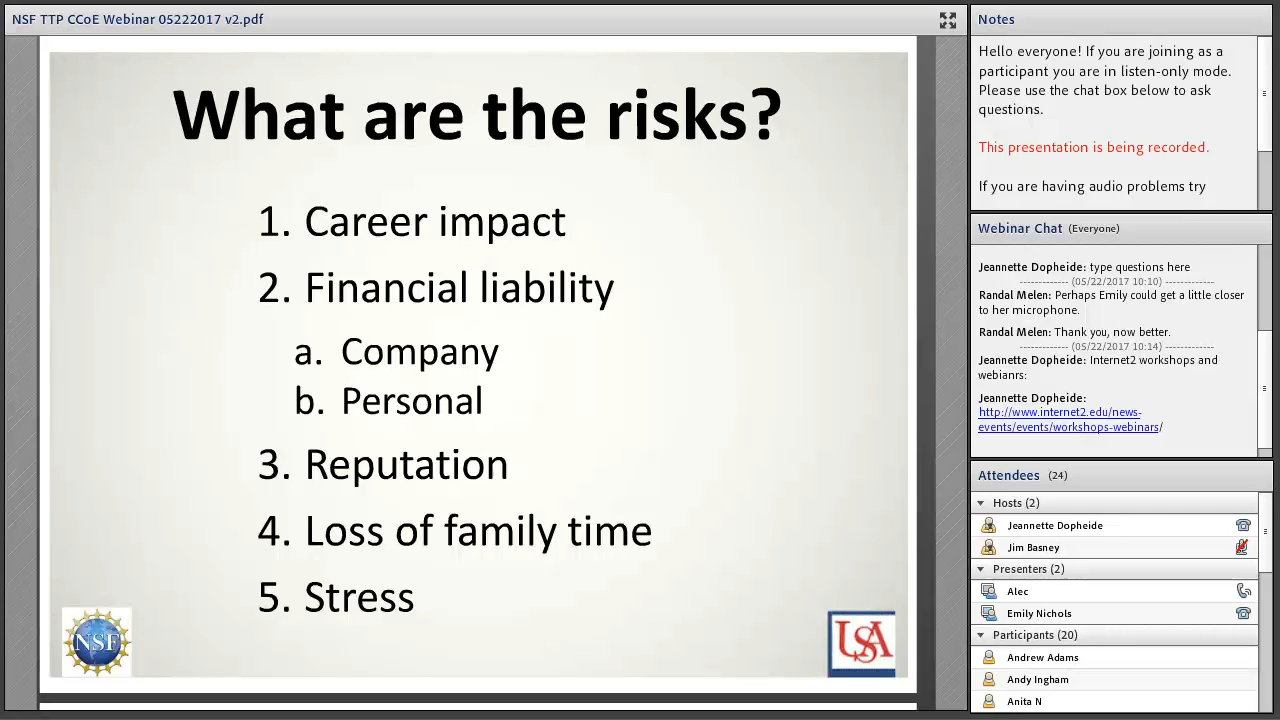 NSF TTP CCoE Webinar 05222017 v2.pdf
What are the risks?
1. Career impact
2. Financial liability
a. Company
b. Personal
3. Reputation
4. Loss of family time
5. Stress
NSF
USA
Notes
Hello everyone! If you are joining as a
participant you are in listen-only mode.
Please use the chat box below to ask
questions.
This presentation is being recorded.
If you are having audio problems try
Webinar Chat (Everyone)
Jeannette Dopheide: type questions here
------------- (05/22/2017 10:10) -------------
Randal Melen: Perhaps Emily could get a little closer
to her microphone.
Randal Melen: Thank you, now better.
------------- (05/22/2017 10:14) -------------
Jeannette Dopheide: Internet2 workshops and
webianrs:
Jeannette Dopheide:
http://www.internet2.edu/news-
events/events/workshops-webinars/
Attendees (24)
Hosts (2)
Jeannette Dopheide
Jim Basney
Presenters (2)
Alec
Emily Nichols
Participants (20)
Andrew Adams
Andy Ingham
Anita N